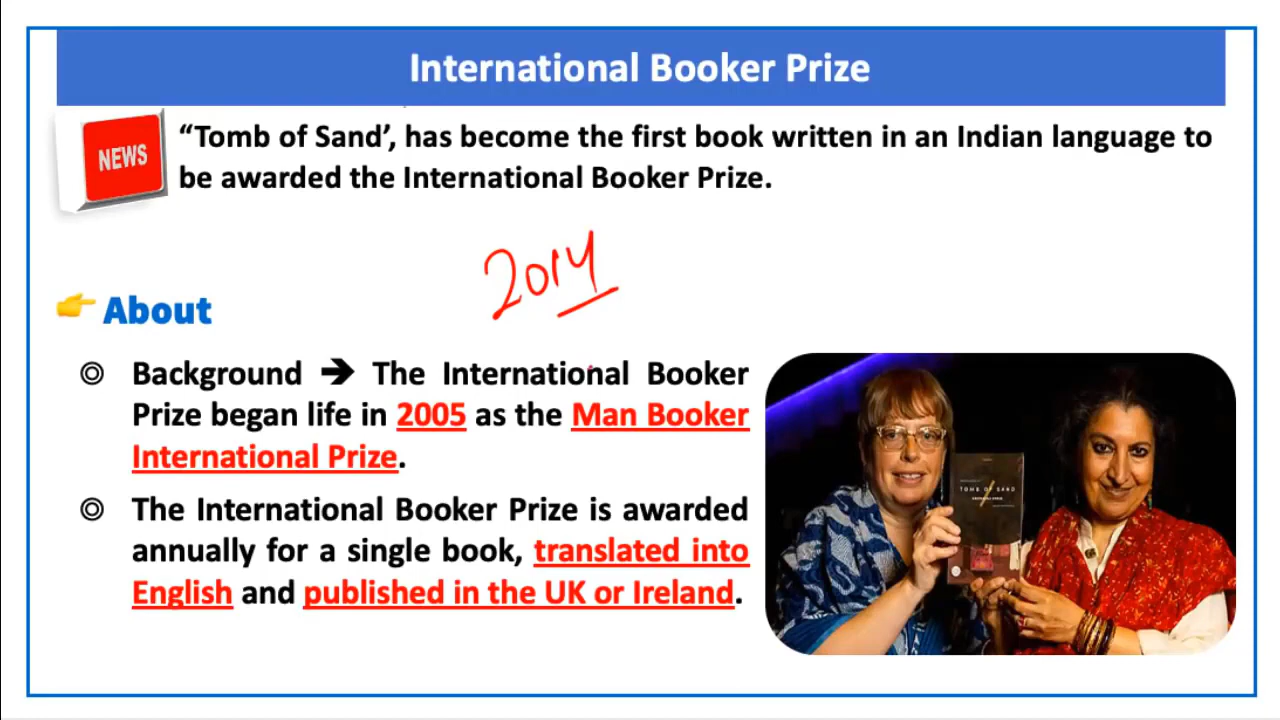 International Booker Prize
NEWS
“Tomb of Sand’, has become the first book written in an Indian language to
be awarded the International Booker Prize.
2014
About
Background ➔ The International Booker
Prize began life in 2005 as the Man Booker
International Prize.
The International Booker Prize is awarded
annually for a single book, translated into
English and published in the UK or Ireland.
TOMB OF SAND